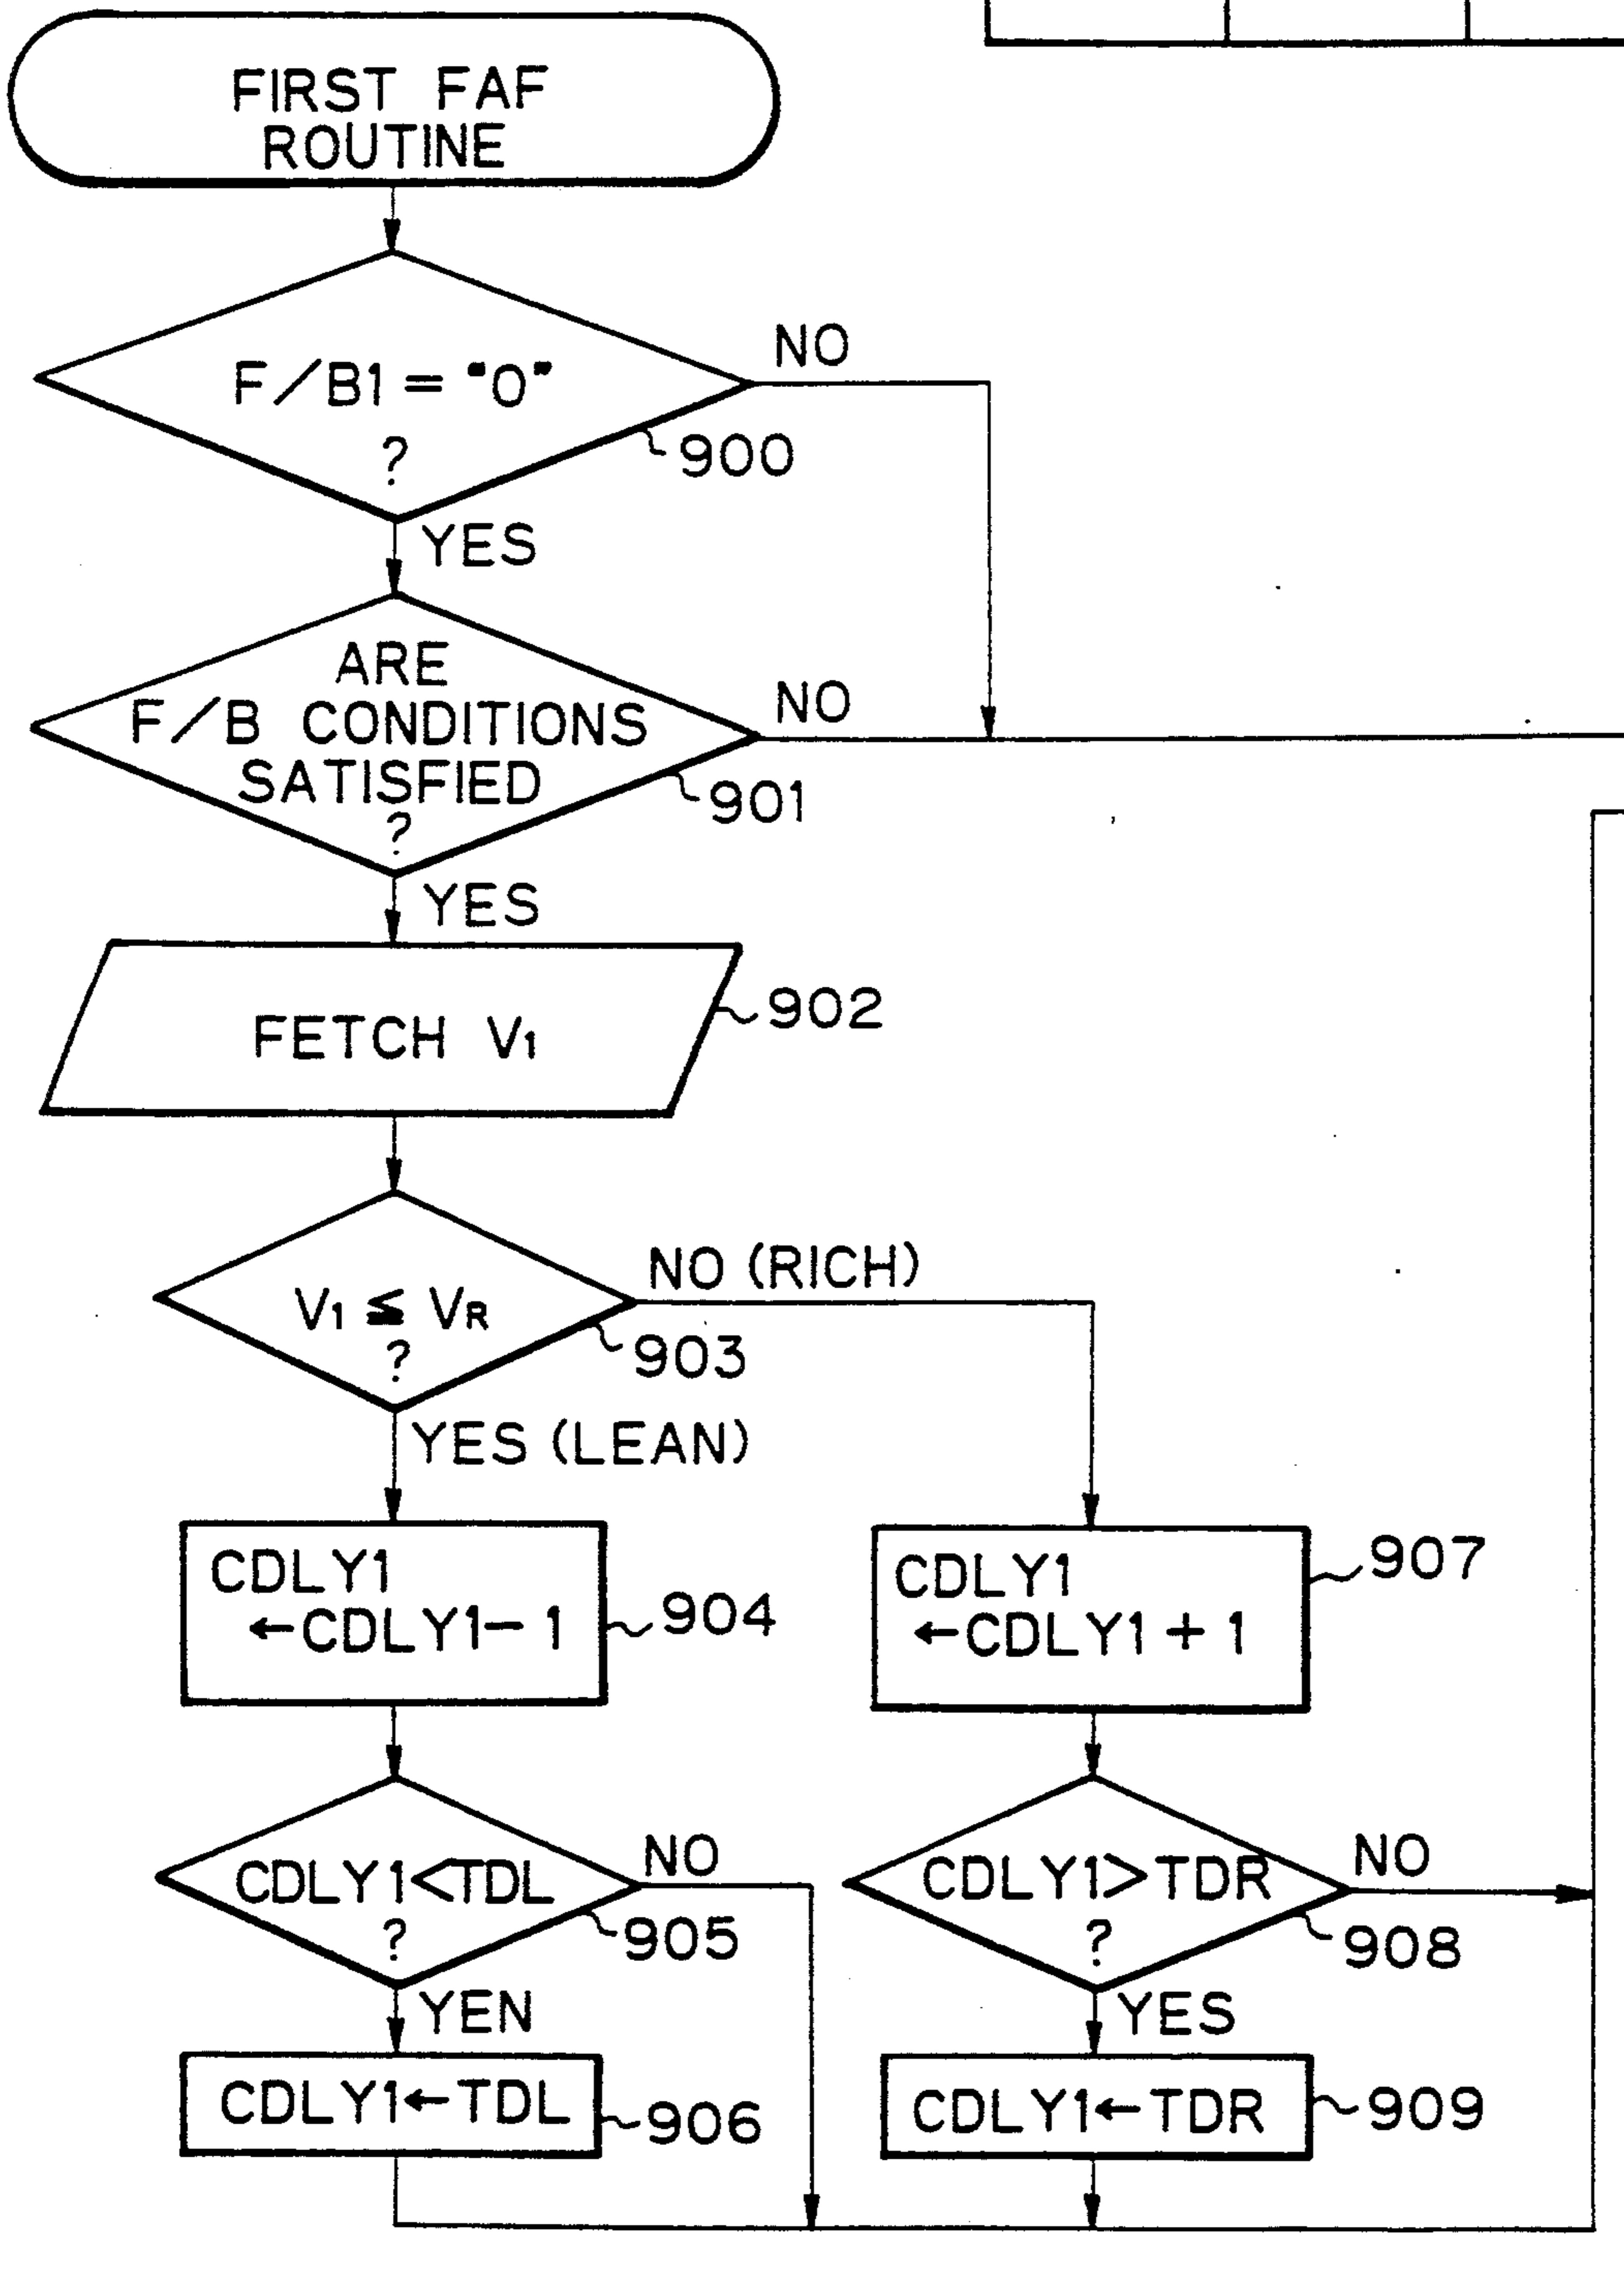 FIRST FAF
ROUTINE
F/B1 = "0"
?
NO
900
YES
ARE
F/B CONDITIONS
SATISFIED
?
NO
901
YES
FETCH V1
902
V1 ≦ VR
?
NO (RICH)
903
YES (LEAN)
CDLY1
←CDLY1-1
904
CDLY1
←CDLY1+1
907
CDLY1<TDL
?
NO
905
YEN
CDLY1>TDR
?
NO
908
YES
CDLY1←TDL
906
CDLY1←TDR
909